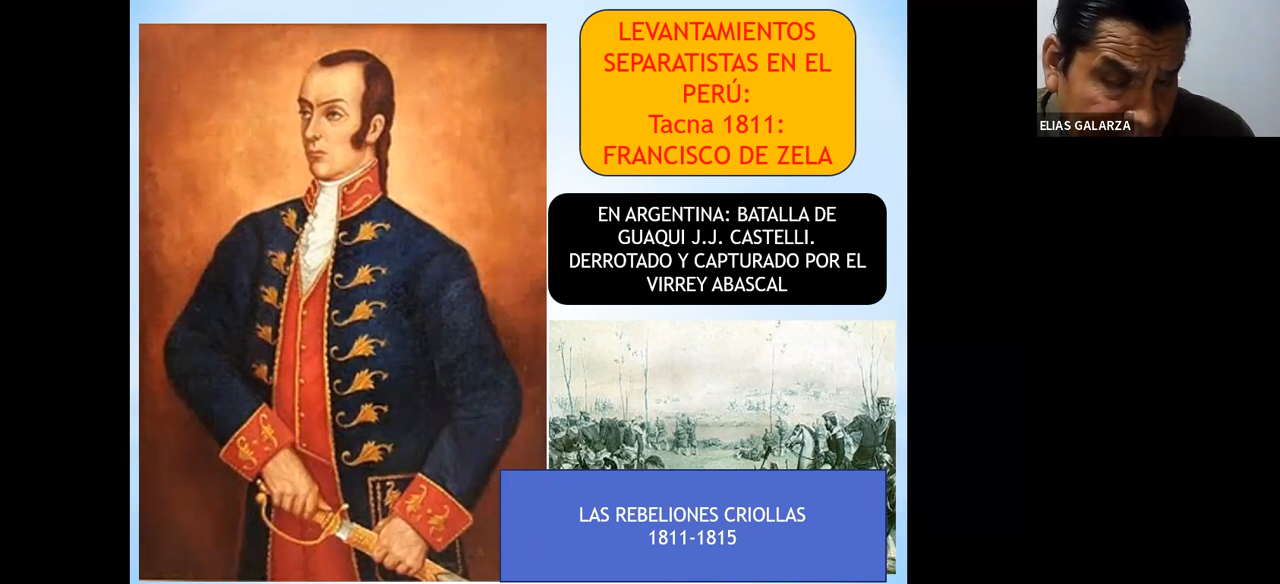 LEVANTAMIENTOS
SEPARATISTAS EN EL
PERÚ:
Tacna 1811:
FRANCISCO DE ZELA
EN ARGENTINA: BATALLA DE
GUAQUI J.J. CASTELLI.
DERROTADO Y CAPTURADO POR EL
VIRREY ABASCAL
LAS REBELIONES CRIOLLAS
1811-1815
ELIAS GALARZA